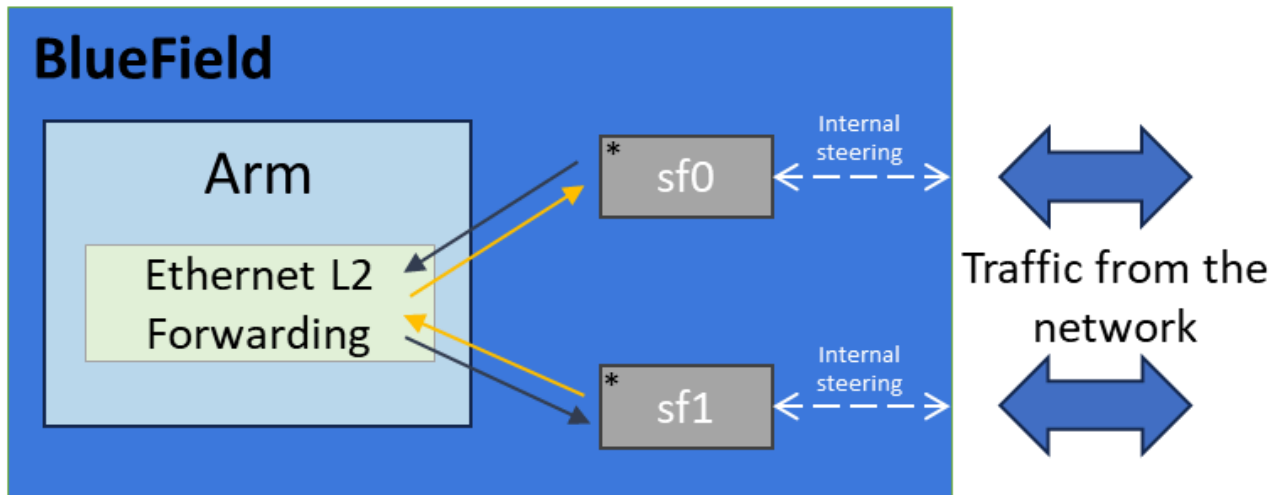 BlueField
Arm
Ethernet L2
Forwarding
*
sf0
Internal
steering
*
sf1
Internal
steering
Traffic from the
network